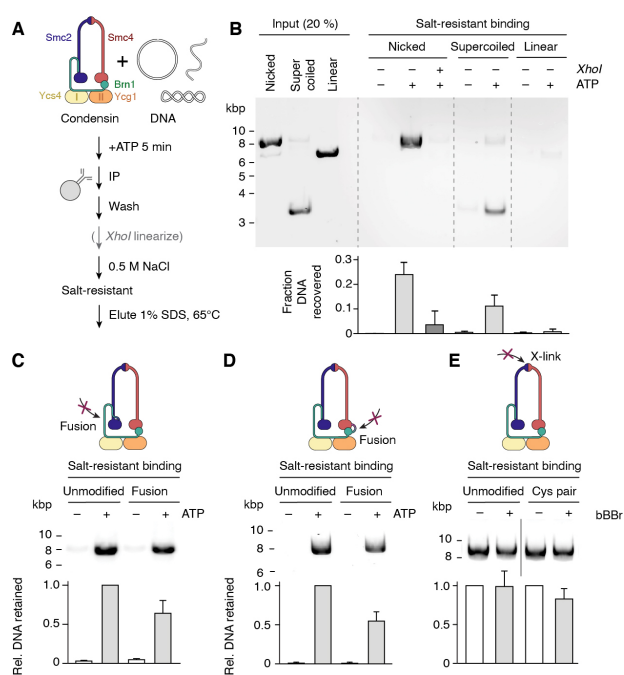 A
Smc2
Smc4
+
Brn1
Ycs4
I
II
Ycg1
Condensin
DNA
+ATP 5 min
IP
Wash
( XhoI linearize)
0.5 M NaCl
Salt-resistant
Elute 1% SDS, 65°C
B
Input (20 %)
Salt-resistant binding
Nicked
Super coiled
Linear
Nicked
Supercoiled
Linear
– – + – – – – XhoI
– + + – + – + ATP
kbp
10
8
6
5
4
3
Fraction DNA recovered
0.3
0.2
0.1
0
C
Fusion
Salt-resistant binding
Unmodified
Fusion
– + – + ATP
kbp
10
8
6
Rel. DNA retained
1.0
0.5
0
D
Fusion
Salt-resistant binding
Unmodified
Fusion
– + – + ATP
kbp
10
8
6
Rel. DNA retained
1.0
0.5
0
E
X-link
Salt-resistant binding
Unmodified
Cys pair
– + – + bBBr
kbp
10
8
1.0
0.5
0